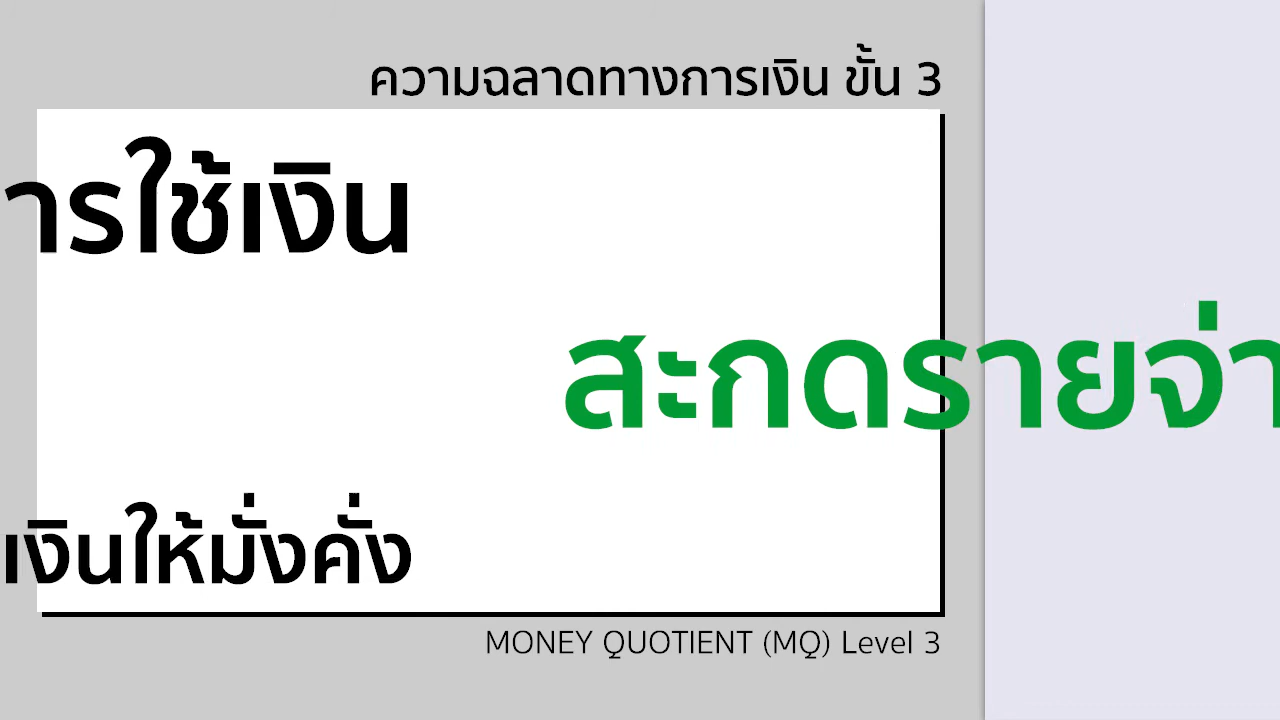 ความฉลาดทางการเงิน ขั้น 3
ารใช้เงิน
สะกดรายจ่า
เงินให้มั่งคั่ง
MONEY QUOTIENT (MQ) Level 3